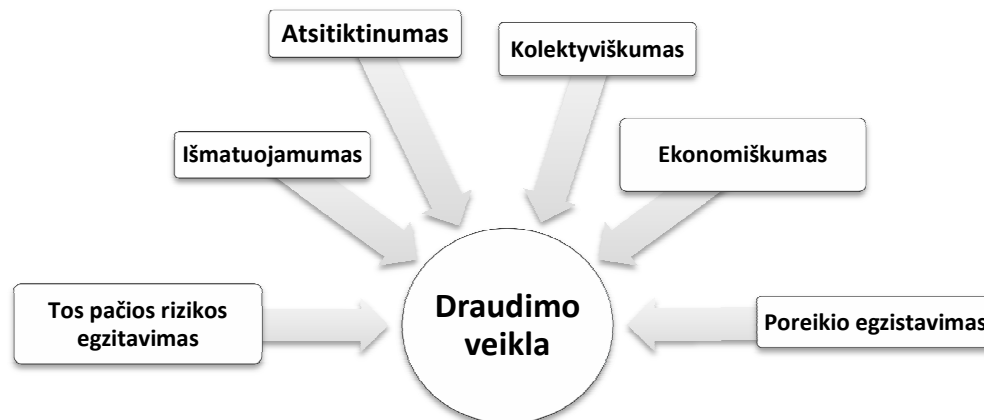 Atsitiktinumas
Kolektyviškumas
Išmatuojamumas
Ekonomiškumas
Tos pačios rizikos
egzitavimas
Draudimo
veikla
Poreikio egzistavimas